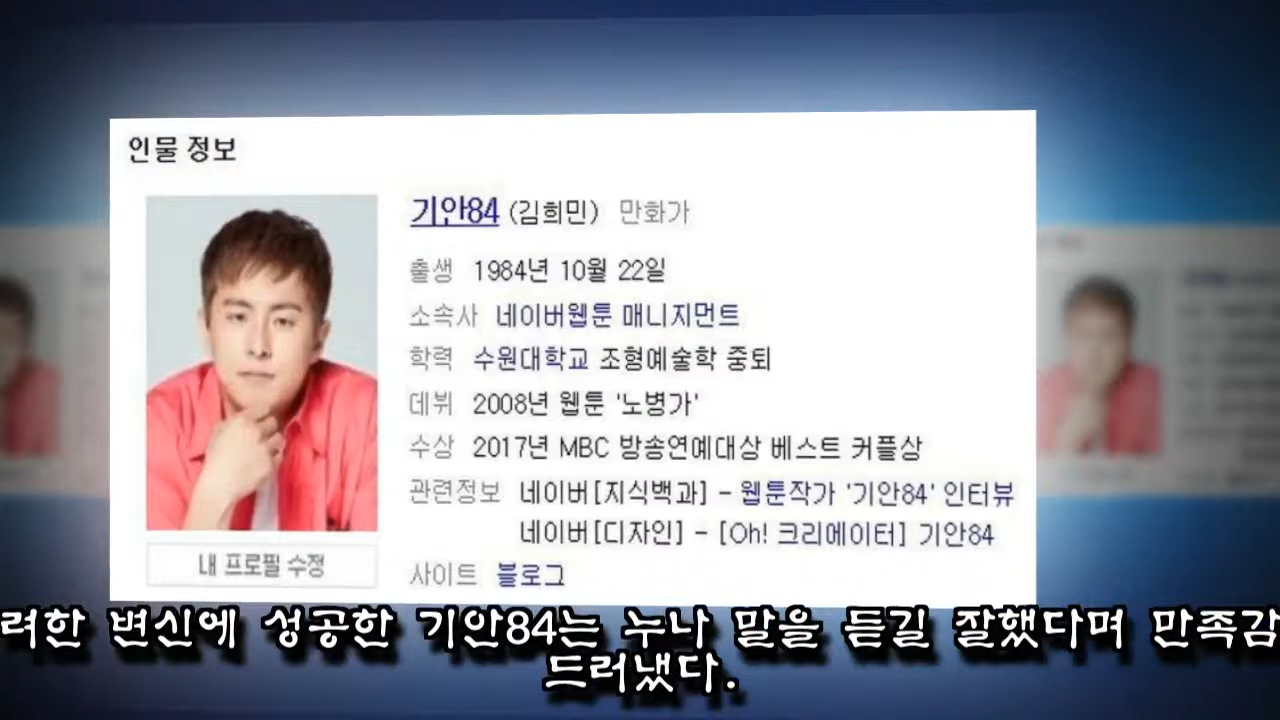 인물 정보
기안84 (김희민) 만화가
출생 1984년 10월 22일
소속사 네이버웹툰 매니지먼트
학력 수원대학교 조형예술학 중퇴
데뷔 2008년 웹툰 '노병가'
수상 2017년 MBC 방송연예대상 베스트 커플상
관련정보 네이버[지식백과] - 웹툰작가 '기안84' 인터뷰
네이버[디자인] - [Oh! 크리에이터] 기안84
사이트 블로그
내 프로필 수정
려한 변신에 성공한 기안84는 누나 말을 듣길 잘했다며 만족감
드러냈다.